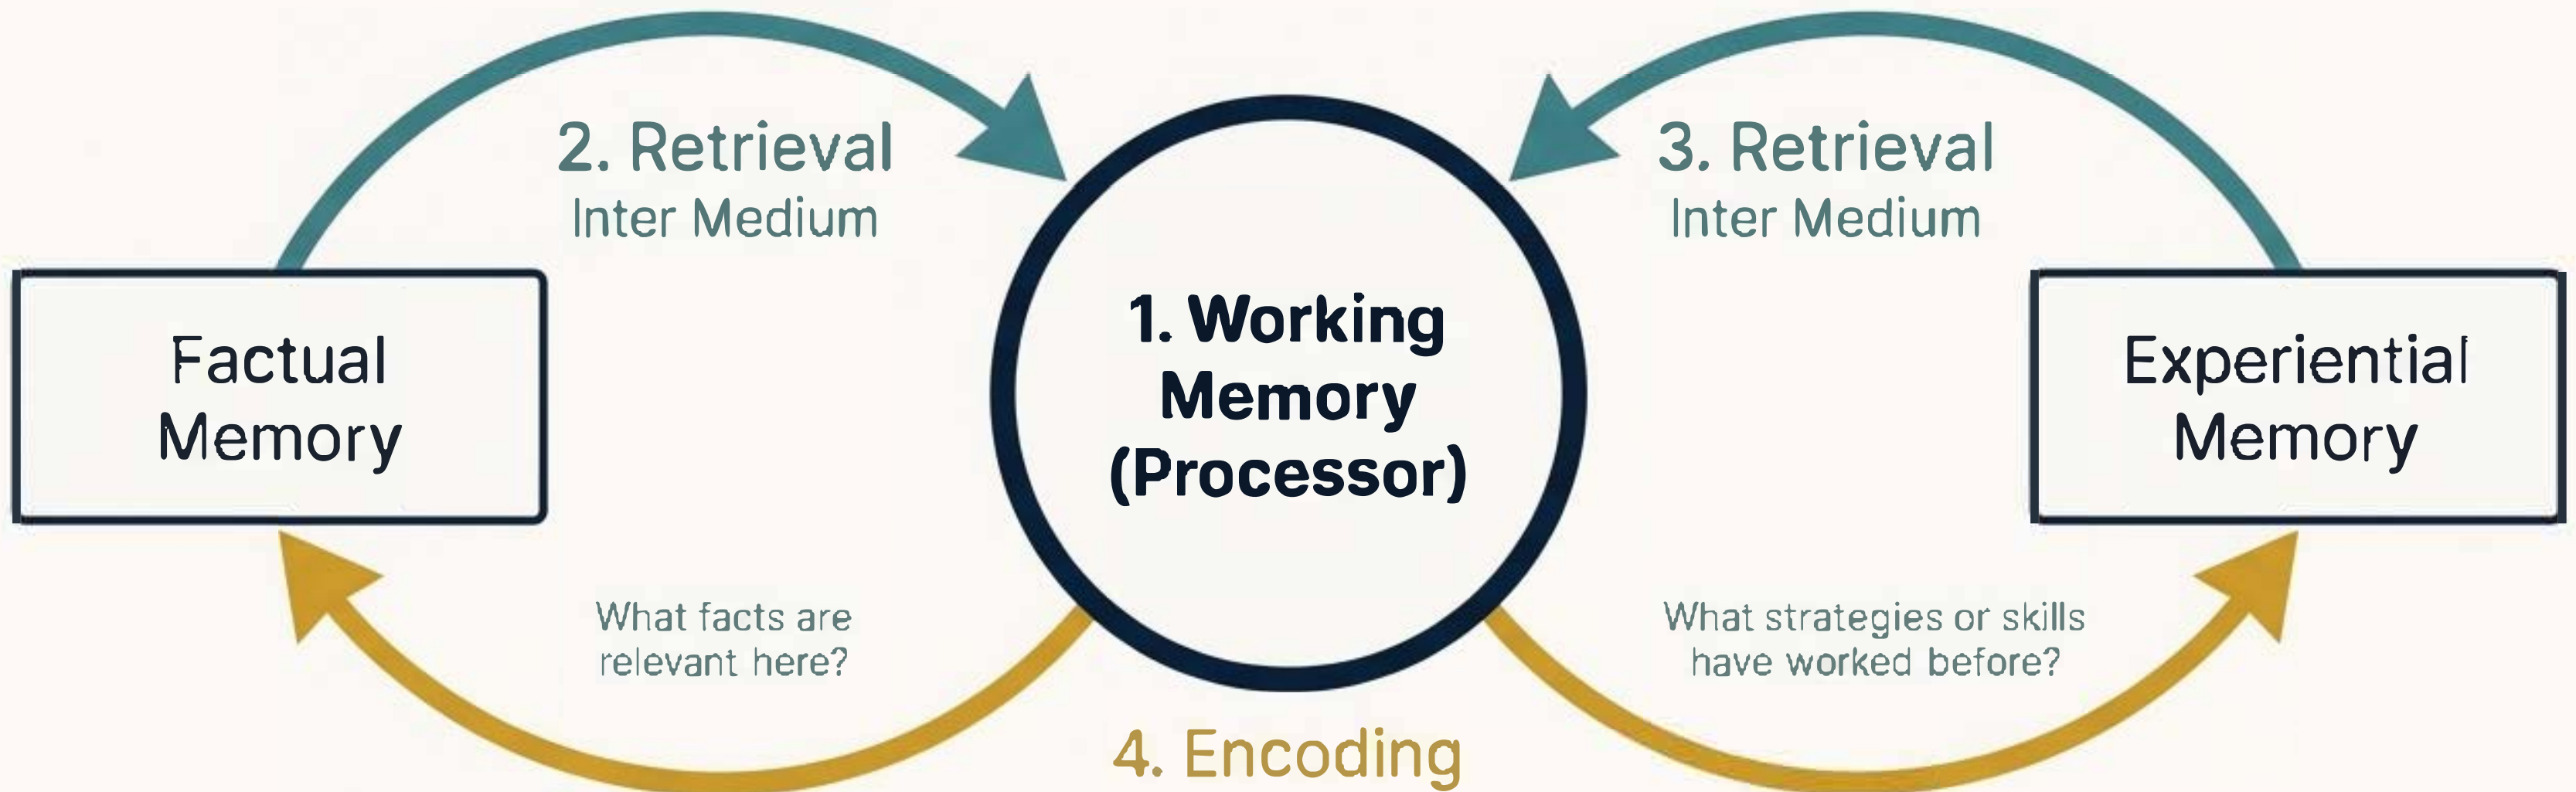 2. Retrieval
Inter Medium
3. Retrieval
Inter Medium
Factual
Memory
1. Working
Memory
(Processor)
Experiential
Memory
What facts are
relevant here?
What strategies or skills
have worked before?
4. Encoding